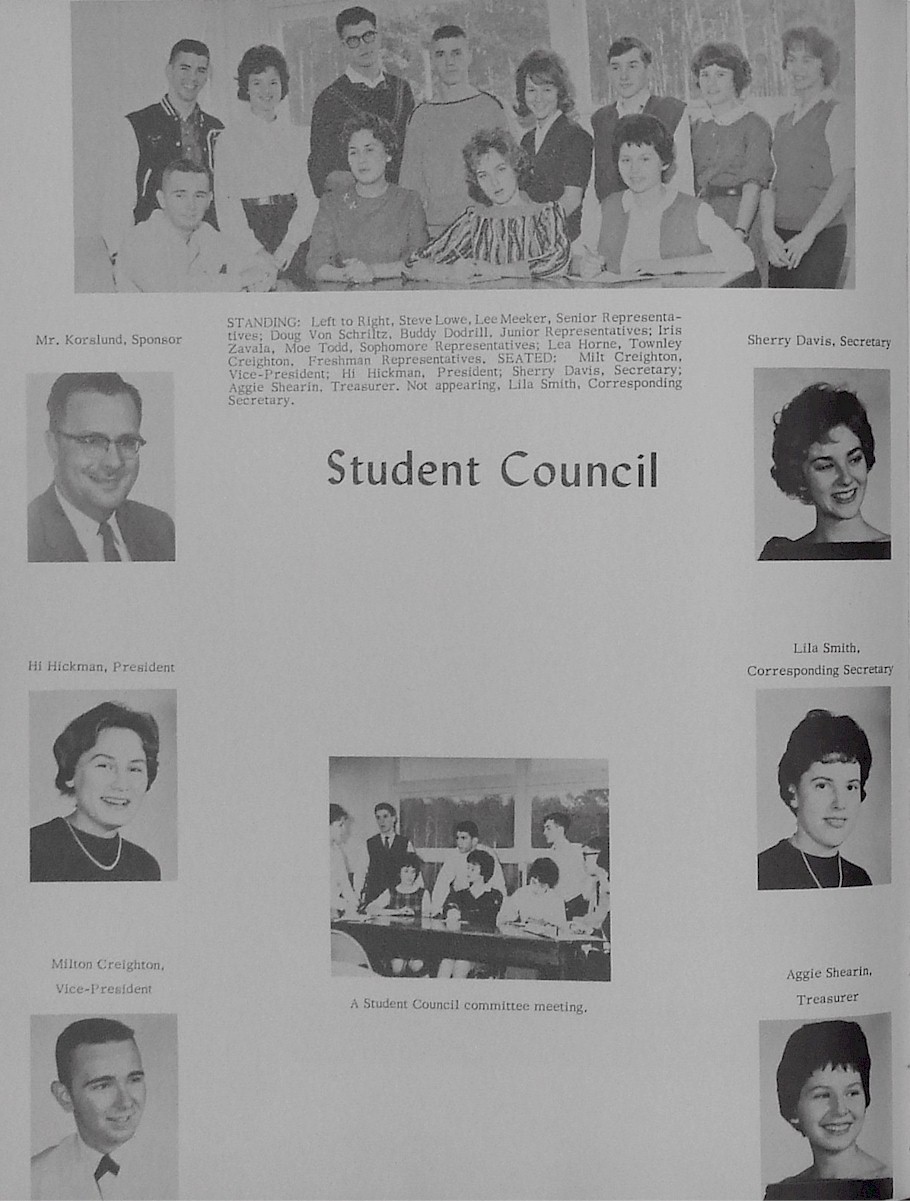 STANDING: Left to Right, Steve Lowe, Lee Meeker, Senior Representa-
tives; Doug Von Schriltz, Buddy Dodrill, Junior Representatives; Iris
Zavala, Moe Todd, Sophomore Representatives; Lea Horne, Townley
Creighton, Freshman Representatives. SEATED: Milt Creighton,
Vice-President; Hi Hickman, President; Sherry Davis, Secretary;
Aggie Shearin, Treasurer. Not appearing, Lila Smith, Corresponding
Secretary.
Mr. Korslund, Sponsor
Sherry Davis, Secretary
Student Council
Hi Hickman, President
Lila Smith,
Corresponding Secretary
Milton Creighton,
Vice-President
A Student Council committee meeting.
Aggie Shearin,
Treasurer